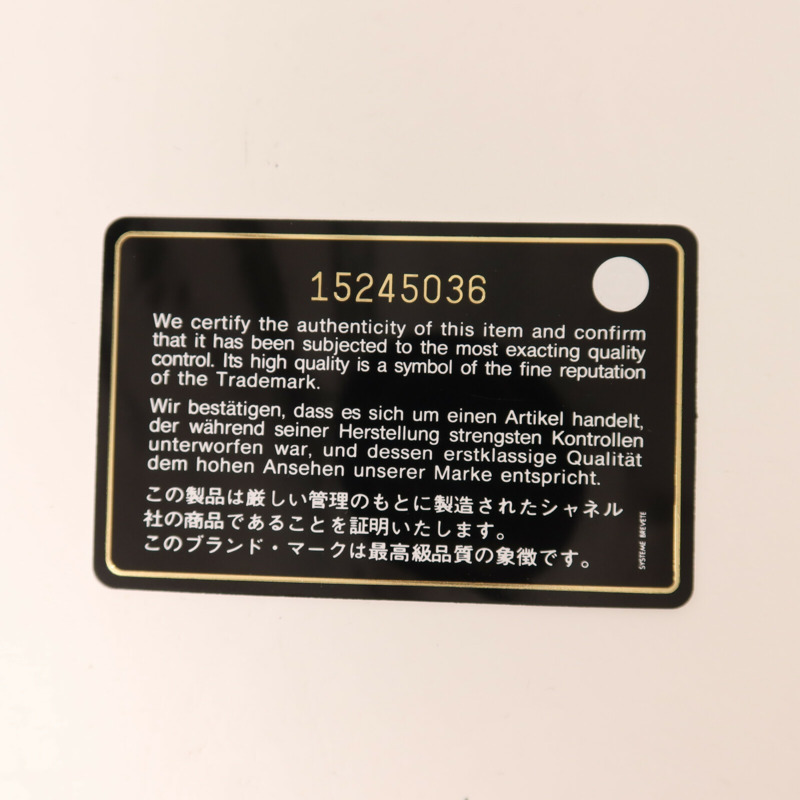 15245036
We certify the authenticity of this item and confirm
that it has been subjected to the most exacting quality
control. Its high quality is a symbol of the fine reputation
of the Trademark.
Wir bestätigen, dass es sich um einen Artikel handelt,
der während seiner Herstellung strengsten Kontrollen
unterworfen war, und dessen erstklassige Qualität
dem hohen Ansehen unserer Marke entspricht.
この製品は厳しい管理のもとに製造されたシャネル
社の商品であることを証明いたします。
このブランド・マークは最高級品質の象徴です。
SYSTEME BREVETE